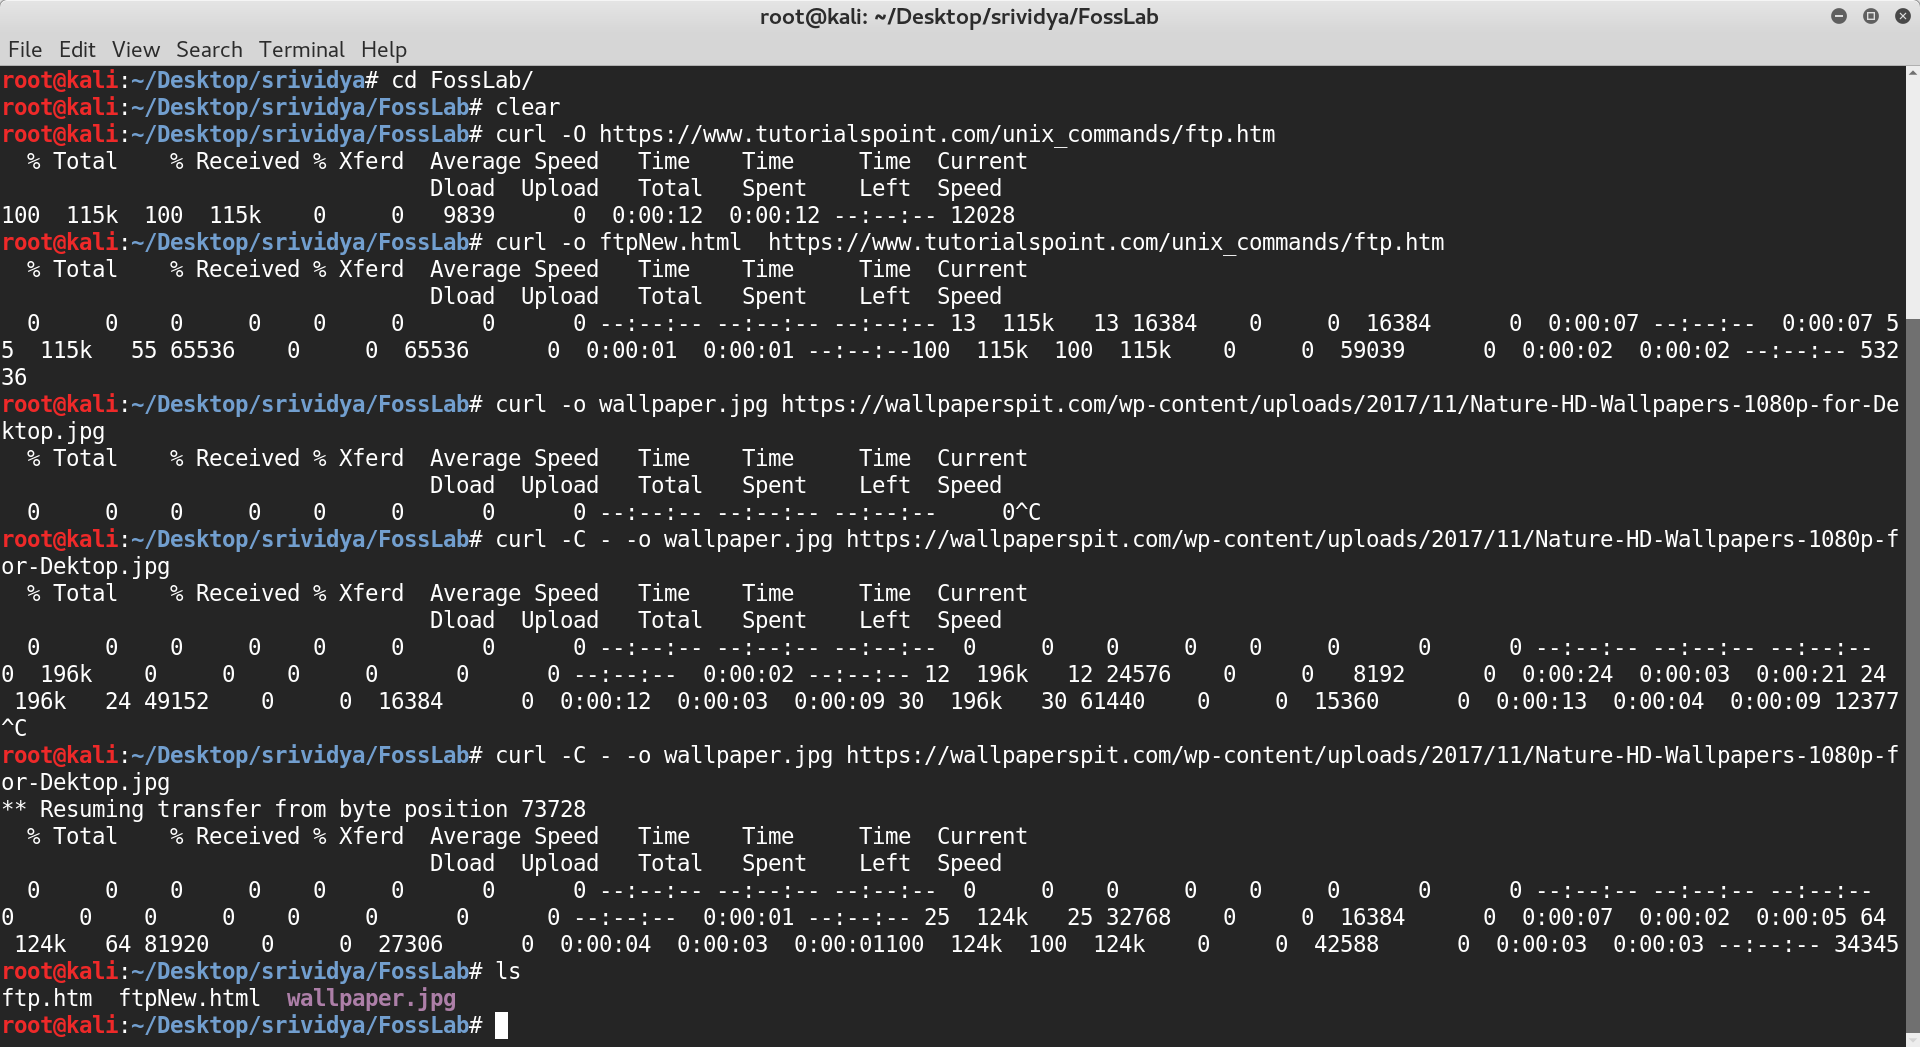 root@kali: ~/Desktop/srividya/FossLab
File Edit View Search Terminal Help
root@kali:~/Desktop/srividya# cd FossLab/
root@kali:~/Desktop/srividya/FossLab# clear
root@kali:~/Desktop/srividya/FossLab# curl -O https://www.tutorialspoint.com/unix_commands/ftp.htm
  % Total    % Received % Xferd  Average Speed   Time    Time     Time  Current
                                 Dload  Upload   Total   Spent    Left  Speed
100  115k  100  115k    0     0   9839      0  0:00:12  0:00:12 --:--:-- 12028
root@kali:~/Desktop/srividya/FossLab# curl -o ftpNew.html  https://www.tutorialspoint.com/unix_commands/ftp.htm
  % Total    % Received % Xferd  Average Speed   Time    Time     Time  Current
                                 Dload  Upload   Total   Spent    Left  Speed
  0     0    0     0    0     0      0      0 --:--:-- --:--:-- --:--:-- 13  115k   13 16384    0     0  16384      0  0:00:07 --:--:--  0:00:07 5
5  115k   55 65536    0     0  65536      0  0:00:01  0:00:01 --:--:--100  115k  100  115k    0     0  59039      0  0:00:02  0:00:02 --:--:-- 532
36
root@kali:~/Desktop/srividya/FossLab# curl -o wallpaper.jpg https://wallpaperspit.com/wp-content/uploads/2017/11/Nature-HD-Wallpapers-1080p-for-De
ktop.jpg
  % Total    % Received % Xferd  Average Speed   Time    Time     Time  Current
                                 Dload  Upload   Total   Spent    Left  Speed
  0     0    0     0    0     0      0      0 --:--:-- --:--:-- --:--:--     0^C
root@kali:~/Desktop/srividya/FossLab# curl -C - -o wallpaper.jpg https://wallpaperspit.com/wp-content/uploads/2017/11/Nature-HD-Wallpapers-1080p-f
or-Dektop.jpg
  % Total    % Received % Xferd  Average Speed   Time    Time     Time  Current
                                 Dload  Upload   Total   Spent    Left  Speed
  0     0    0     0    0     0      0      0 --:--:-- --:--:-- --:--:--  0     0    0     0    0     0      0      0 --:--:-- --:--:-- --:--:--
0  196k    0     0    0     0      0      0 --:--:--  0:00:02 --:--:-- 12  196k   12 24576    0     0   8192      0  0:00:24  0:00:03  0:00:21 24
 196k   24 49152    0     0  16384      0  0:00:12  0:00:03  0:00:09 30  196k   30 61440    0     0  15360      0  0:00:13  0:00:04  0:00:09 12377
^C
root@kali:~/Desktop/srividya/FossLab# curl -C - -o wallpaper.jpg https://wallpaperspit.com/wp-content/uploads/2017/11/Nature-HD-Wallpapers-1080p-f
or-Dektop.jpg
** Resuming transfer from byte position 73728
  % Total    % Received % Xferd  Average Speed   Time    Time     Time  Current
                                 Dload  Upload   Total   Spent    Left  Speed
  0     0    0     0    0     0      0      0 --:--:-- --:--:-- --:--:--  0     0    0     0    0     0      0      0 --:--:-- --:--:-- --:--:--
0     0    0     0    0     0      0      0 --:--:--  0:00:01 --:--:-- 25  124k   25 32768    0     0  16384      0  0:00:07  0:00:02  0:00:05 64
 124k   64 81920    0     0  27306      0  0:00:04  0:00:03  0:00:01100  124k  100  124k    0     0  42588      0  0:00:03  0:00:03 --:--:-- 34345
root@kali:~/Desktop/srividya/FossLab# ls
ftp.htm  ftpNew.html  wallpaper.jpg
root@kali:~/Desktop/srividya/FossLab#